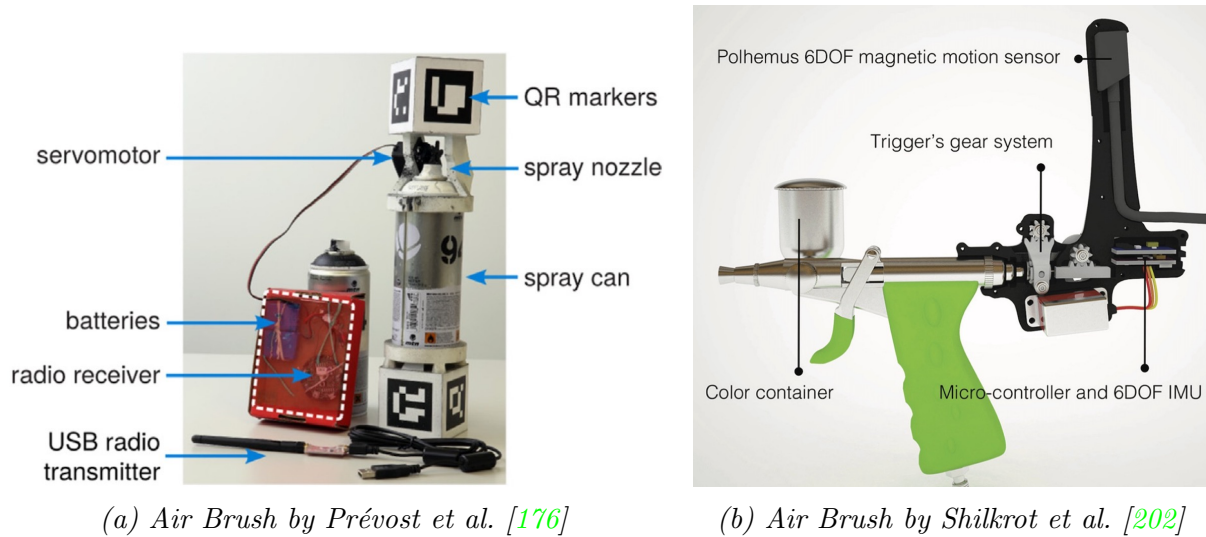 QR markers
servomotor
spray nozzle
94
spray can
batteries
radio receiver
USB radio
transmitter
(a) Air Brush by Prévost et al. [176]
Polhemus 6DOF magnetic motion sensor
Trigger's gear system
Color container
Micro-controller and 6DOF IMU
(b) Air Brush by Shilkrot et al. [202]